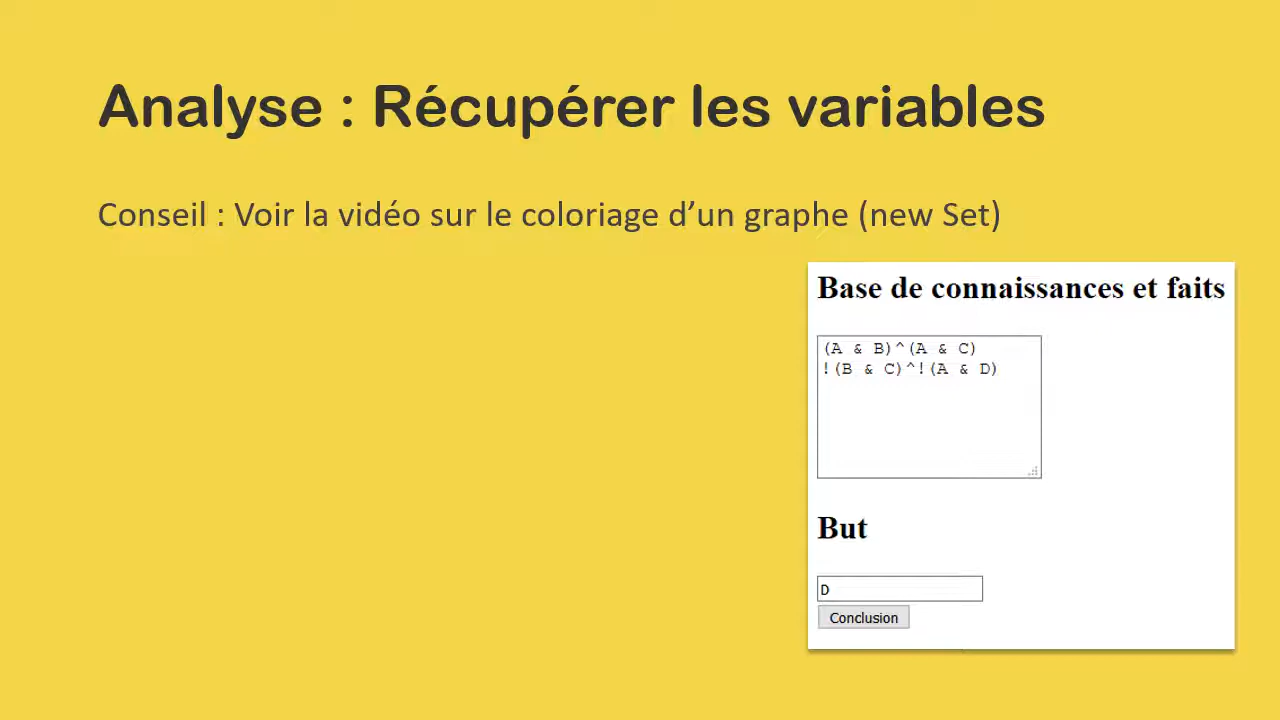 Analyse : Récupérer les variables
Conseil : Voir la vidéo sur le coloriage d’un graphe (new Set)
Base de connaissances et faits
(A & B)^(A & C)
!(B & C)^!(A & D)
But
D
Conclusion